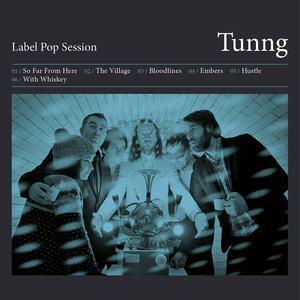 Label Pop Session
Tunng
01 / So Far From Here 02 / The Village 03 / Bloodlines 04 / Embers 05 / Hustle
06 / With Whiskey